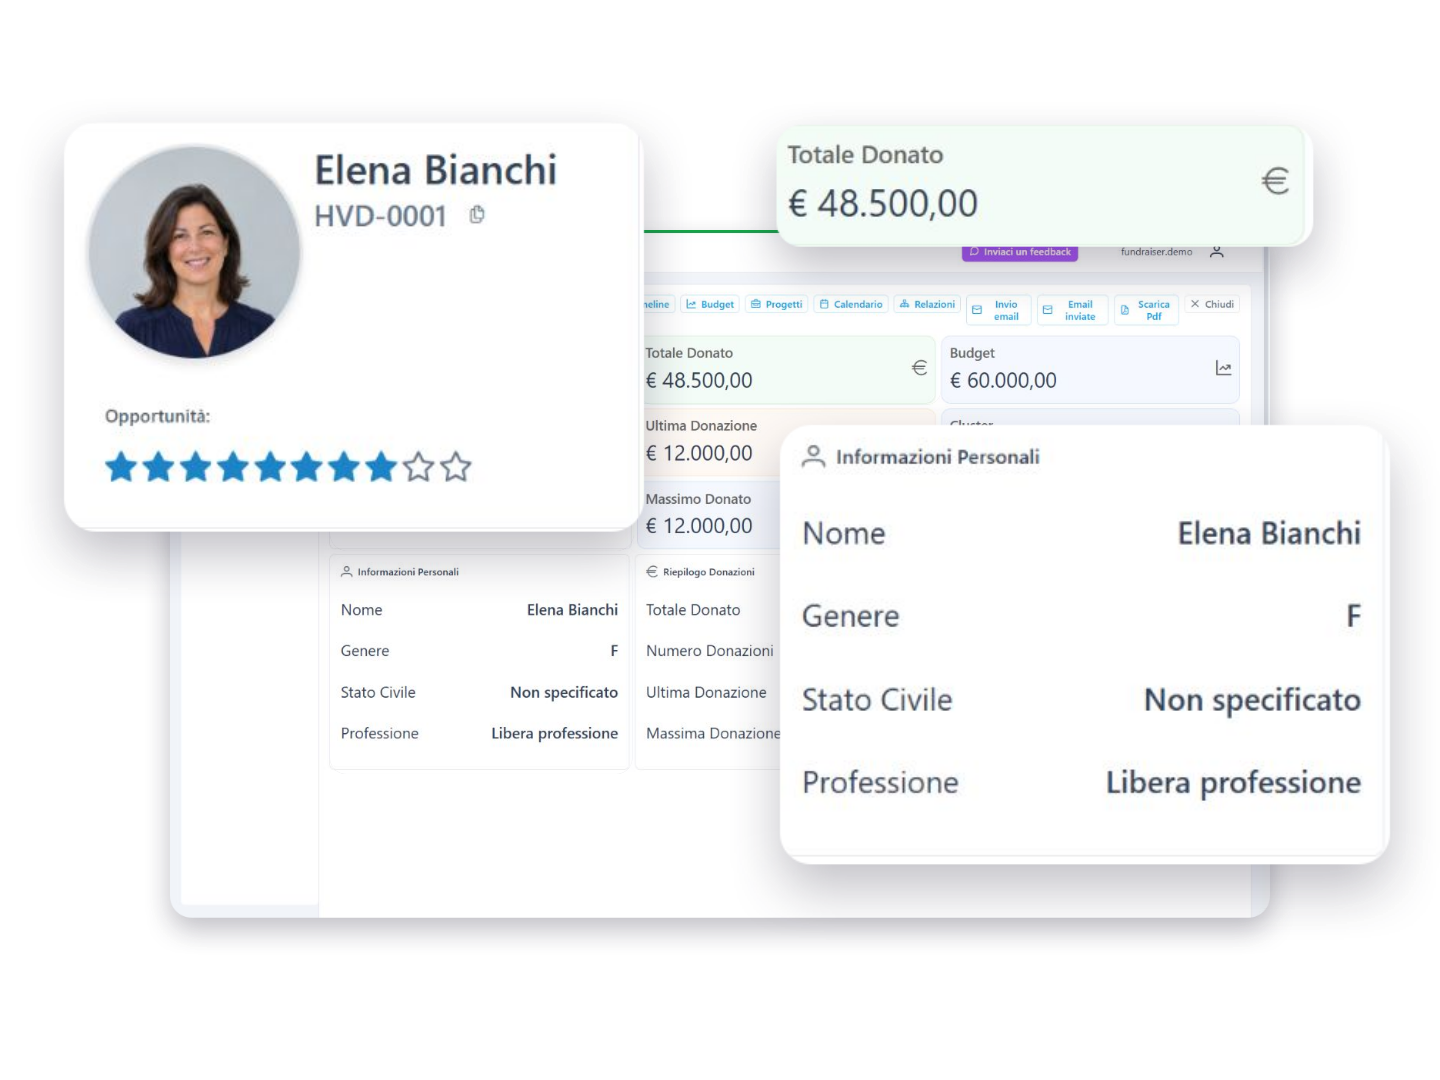 Elena Bianchi
HVD-0001
Opportunità:
Totale Donato
€ 48.500,00
€
Inviaci un feedback
fundraiser.demo
Budget
Progetti
Calendario
Relazioni
Invio
email
Email
inviate
Scarica
Pdf
Chiudi
Totale Donato
€ 48.500,00
€
Budget
€ 60.000,00
Ultima Donazione
€ 12.000,00
Massimo Donato
€ 12.000,00
Informazioni Personali
Nome
Elena Bianchi
Genere
F
Stato Civile
Non specificato
Professione
Libera professione
€ Riepilogo Donazioni
Totale Donato
Numero Donazioni
Ultima Donazione
Massima Donazione
Informazioni Personali
Nome
Elena Bianchi
Genere
F
Stato Civile
Non specificato
Professione
Libera professione